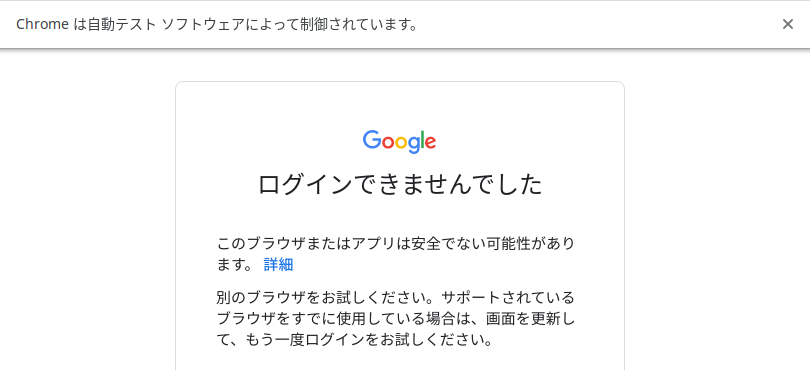 Chrome は自動テスト ソフトウェアによって制御されています。
Google
ログインできませんでした
このブラウザまたはアプリは安全でない可能性があり
ます。 詳細
別のブラウザをお試しください。サポートされている
ブラウザをすでに使用している場合は、画面を更新し
て、もう一度ログインをお試しください。